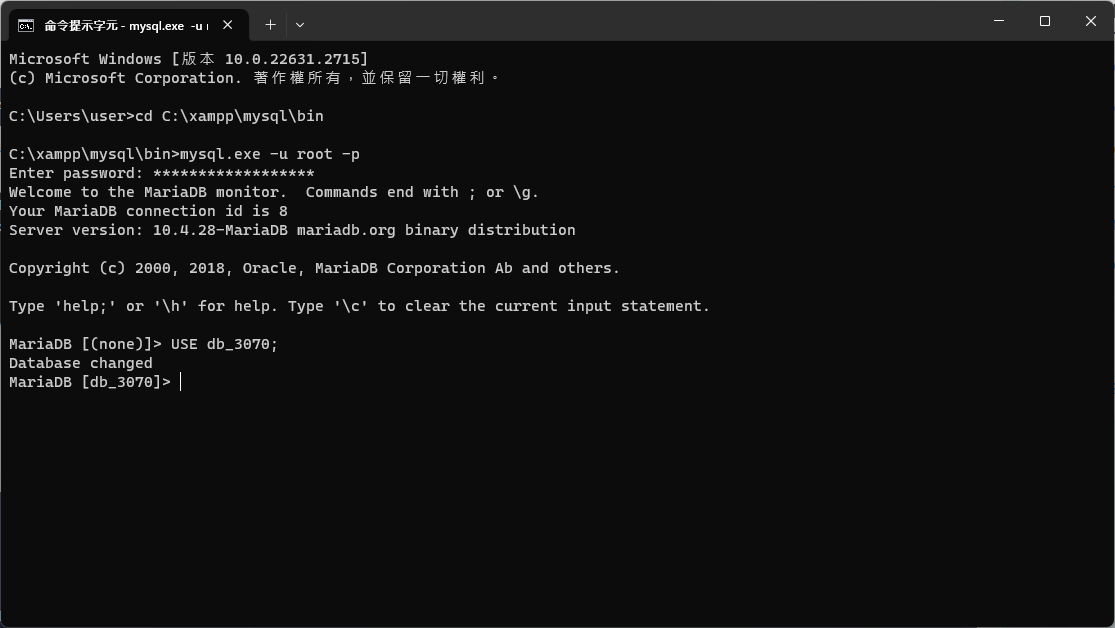 命令提示字元 - mysql.exe -u r
Microsoft Windows [版本 10.0.22631.2715]
(c) Microsoft Corporation. 著作權所有，並保留一切權利。
C:\Users\user>cd C:\xampp\mysql\bin
C:\xampp\mysql\bin>mysql.exe -u root -p
Enter password: ******************
Welcome to the MariaDB monitor.  Commands end with ; or \g.
Your MariaDB connection id is 8
Server version: 10.4.28-MariaDB mariadb.org binary distribution
Copyright (c) 2000, 2018, Oracle, MariaDB Corporation Ab and others.
Type 'help;' or '\h' for help. Type '\c' to clear the current input statement.
MariaDB [(none)]> USE db_3070;
Database changed
MariaDB [db_3070]>